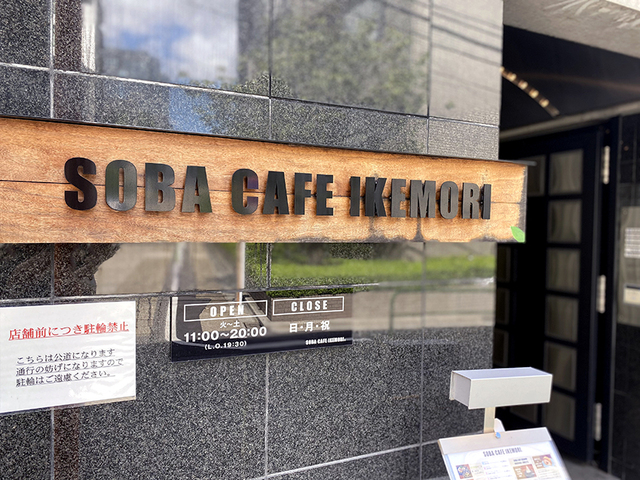 SOBA CAFE IKEMORI
OPEN
火~土
11:00~20:00
(L.O.19:30)
CLOSE
日・月・祝
SOBA CAFE IKEMORI
店舗前につき駐輪禁止
こちらは公道になります
通行の妨げになりますので
駐輪はご遠慮ください。
SOBA CAFE IKEMORI